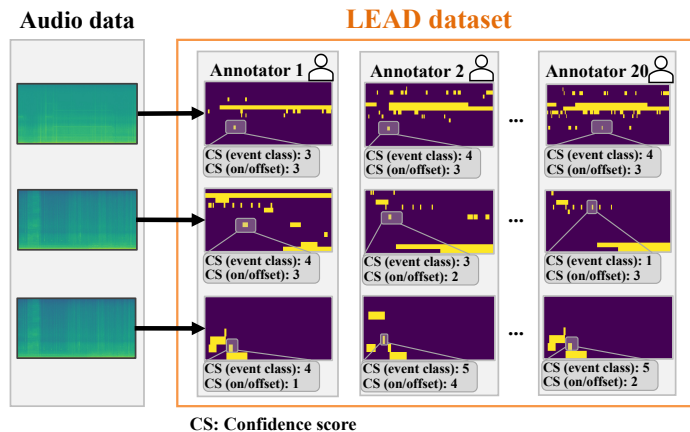 Audio data
LEAD dataset
Annotator 1
Annotator 2
Annotator 20
CS (event class): 3
CS (on/offset): 3
CS (event class): 4
CS (on/offset): 3
...
CS (event class): 4
CS (on/offset): 3
CS (event class): 4
CS (on/offset): 3
CS (event class): 3
CS (on/offset): 2
...
CS (event class): 1
CS (on/offset): 3
CS (event class): 4
CS (on/offset): 1
CS (event class): 5
CS (on/offset): 4
...
CS (event class): 5
CS (on/offset): 2
CS: Confidence score